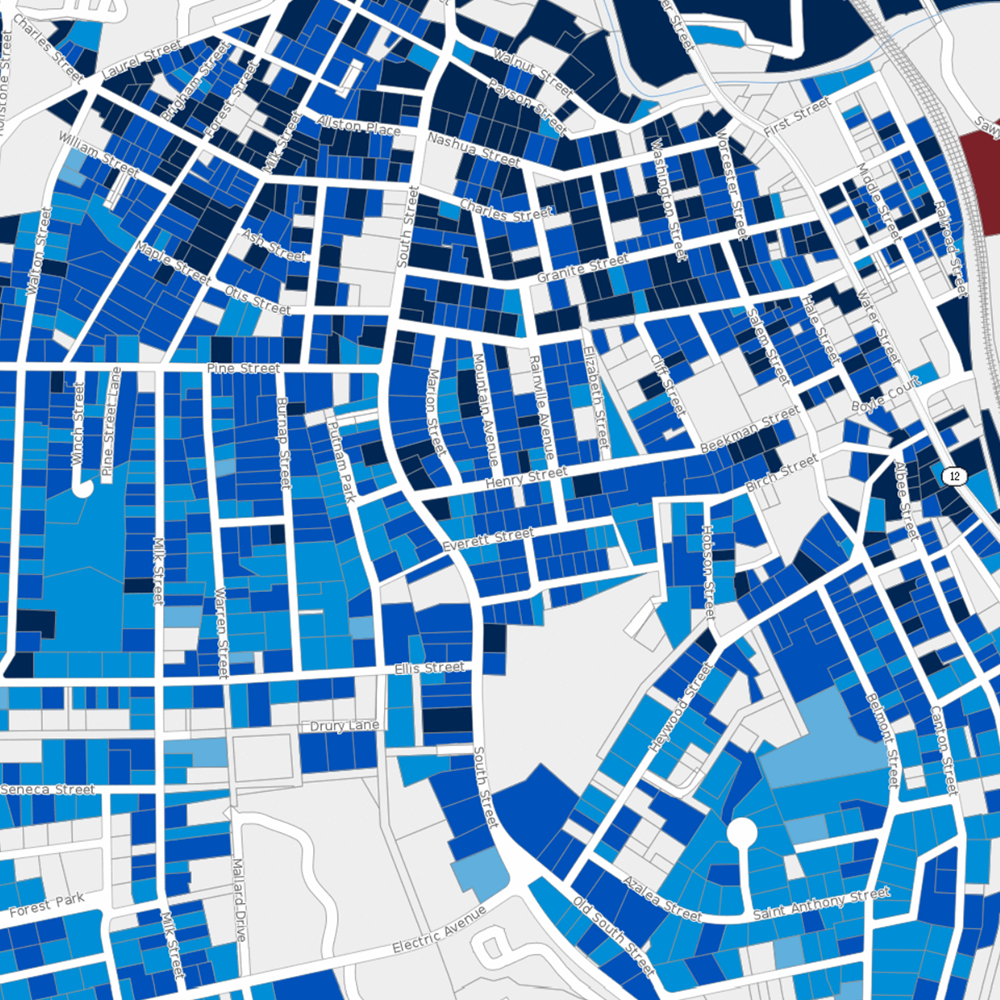 Charles Street
Laurel Street
Brigham Street
Forest Street
Milk Street
Walnut Street
Payson Street
First Street
Allston Place
Nashua Street
William Street
Washington Street
Worcester Street
Middle Street
Railroad Street
Charles Street
South Street
Walton Street
Maple Street
Ash Street
Otis Street
Granite Street
Hale Street
Water Street
Salem Street
Pine Street
Winch Street
Pine Street Lane
Burnap Street
Putnam Park
Marion Street
Mountain Avenue
Rainville Avenue
Elizabeth Street
Cliff Street
Boyle Court
Beekman Street
Henry Street
Birch Street
Albee Street
12
Everett Street
Hobson Street
Milk Street
Warren Street
Ellis Street
Drury Lane
Heywood Street
Belmont Street
Canton Street
South Street
Seneca Street
Mallard Drive
Forest Park
Milk Street
Electric Avenue
Old South Street
Azalea Street
Saint Anthony Street